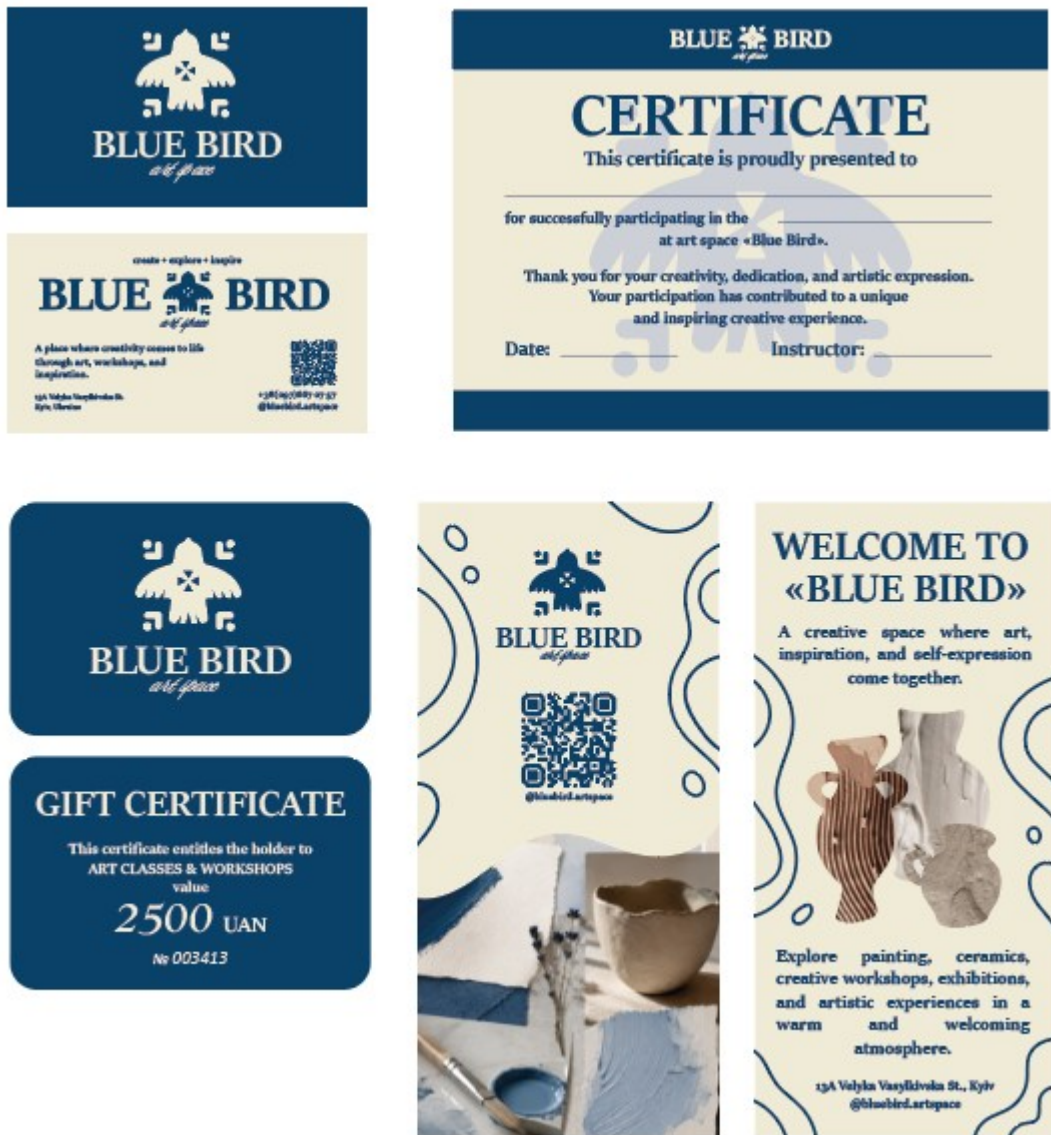 BLUE BIRD
art space
create + explore + inspire
BLUE BIRD
art space
A place where creativity comes to life
through art, workshops, and
inspiration.
13A Velyka Vasylkivska St.
Kyiv, Ukraine
@bluebird.artspace
BLUE BIRD
art space
CERTIFICATE
This certificate is proudly presented to
for successfully participating in the
at art space «Blue Bird».
Thank you for your creativity, dedication, and artistic expression.
Your participation has contributed to a unique
and inspiring creative experience.
Date:
Instructor:
BLUE BIRD
art space
GIFT CERTIFICATE
This certificate entitles the holder to
ART CLASSES & WORKSHOPS
value
2500 UAN
№ 003413
BLUE BIRD
art space
@bluebird.artspace
WELCOME TO
«BLUE BIRD»
A creative space where art,
inspiration, and self-expression
come together.
Explore painting, ceramics,
creative workshops, exhibitions,
and artistic experiences in a
warm and welcoming
atmosphere.
13A Velyka Vasylkivska St., Kyiv
@bluebird.artspace